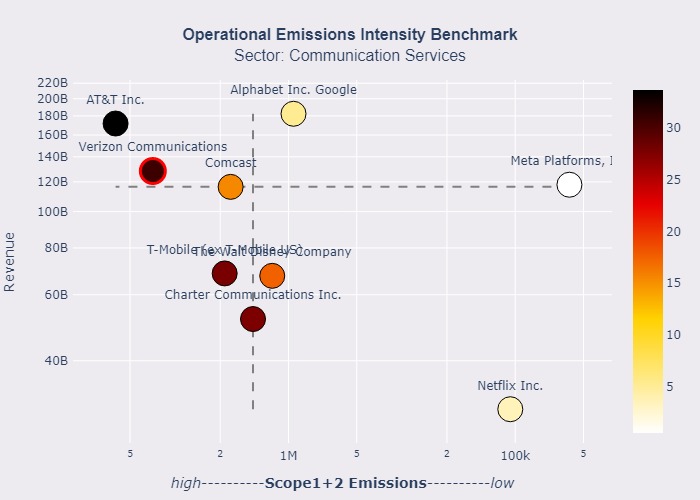 Operational Emissions Intensity Benchmark
Sector: Communication Services
220B
200B
180B
160B
140B
120B
100B
80B
60B
40B
Revenue
AT&T Inc.
Alphabet Inc. Google
Verizon Communications
Comcast
Meta Platforms, I
T-Mobile (ex T-Mobile US)
The Walt Disney Company
Charter Communications Inc.
Netflix Inc.
30
25
20
15
10
5
5 2 1M 5 2 100k 5
high----------Scope1+2 Emissions----------low